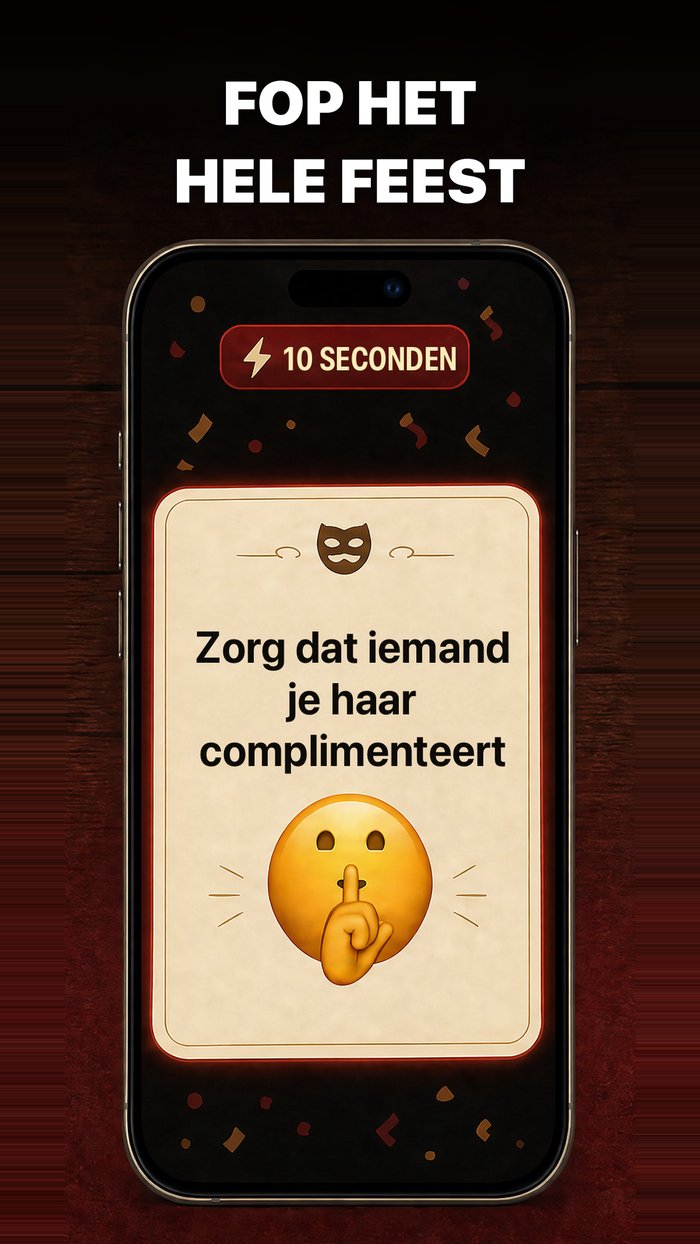 FOP HET
HELE FEEST
10 SECONDEN
Zorg dat iemand
je haar
complimenteert